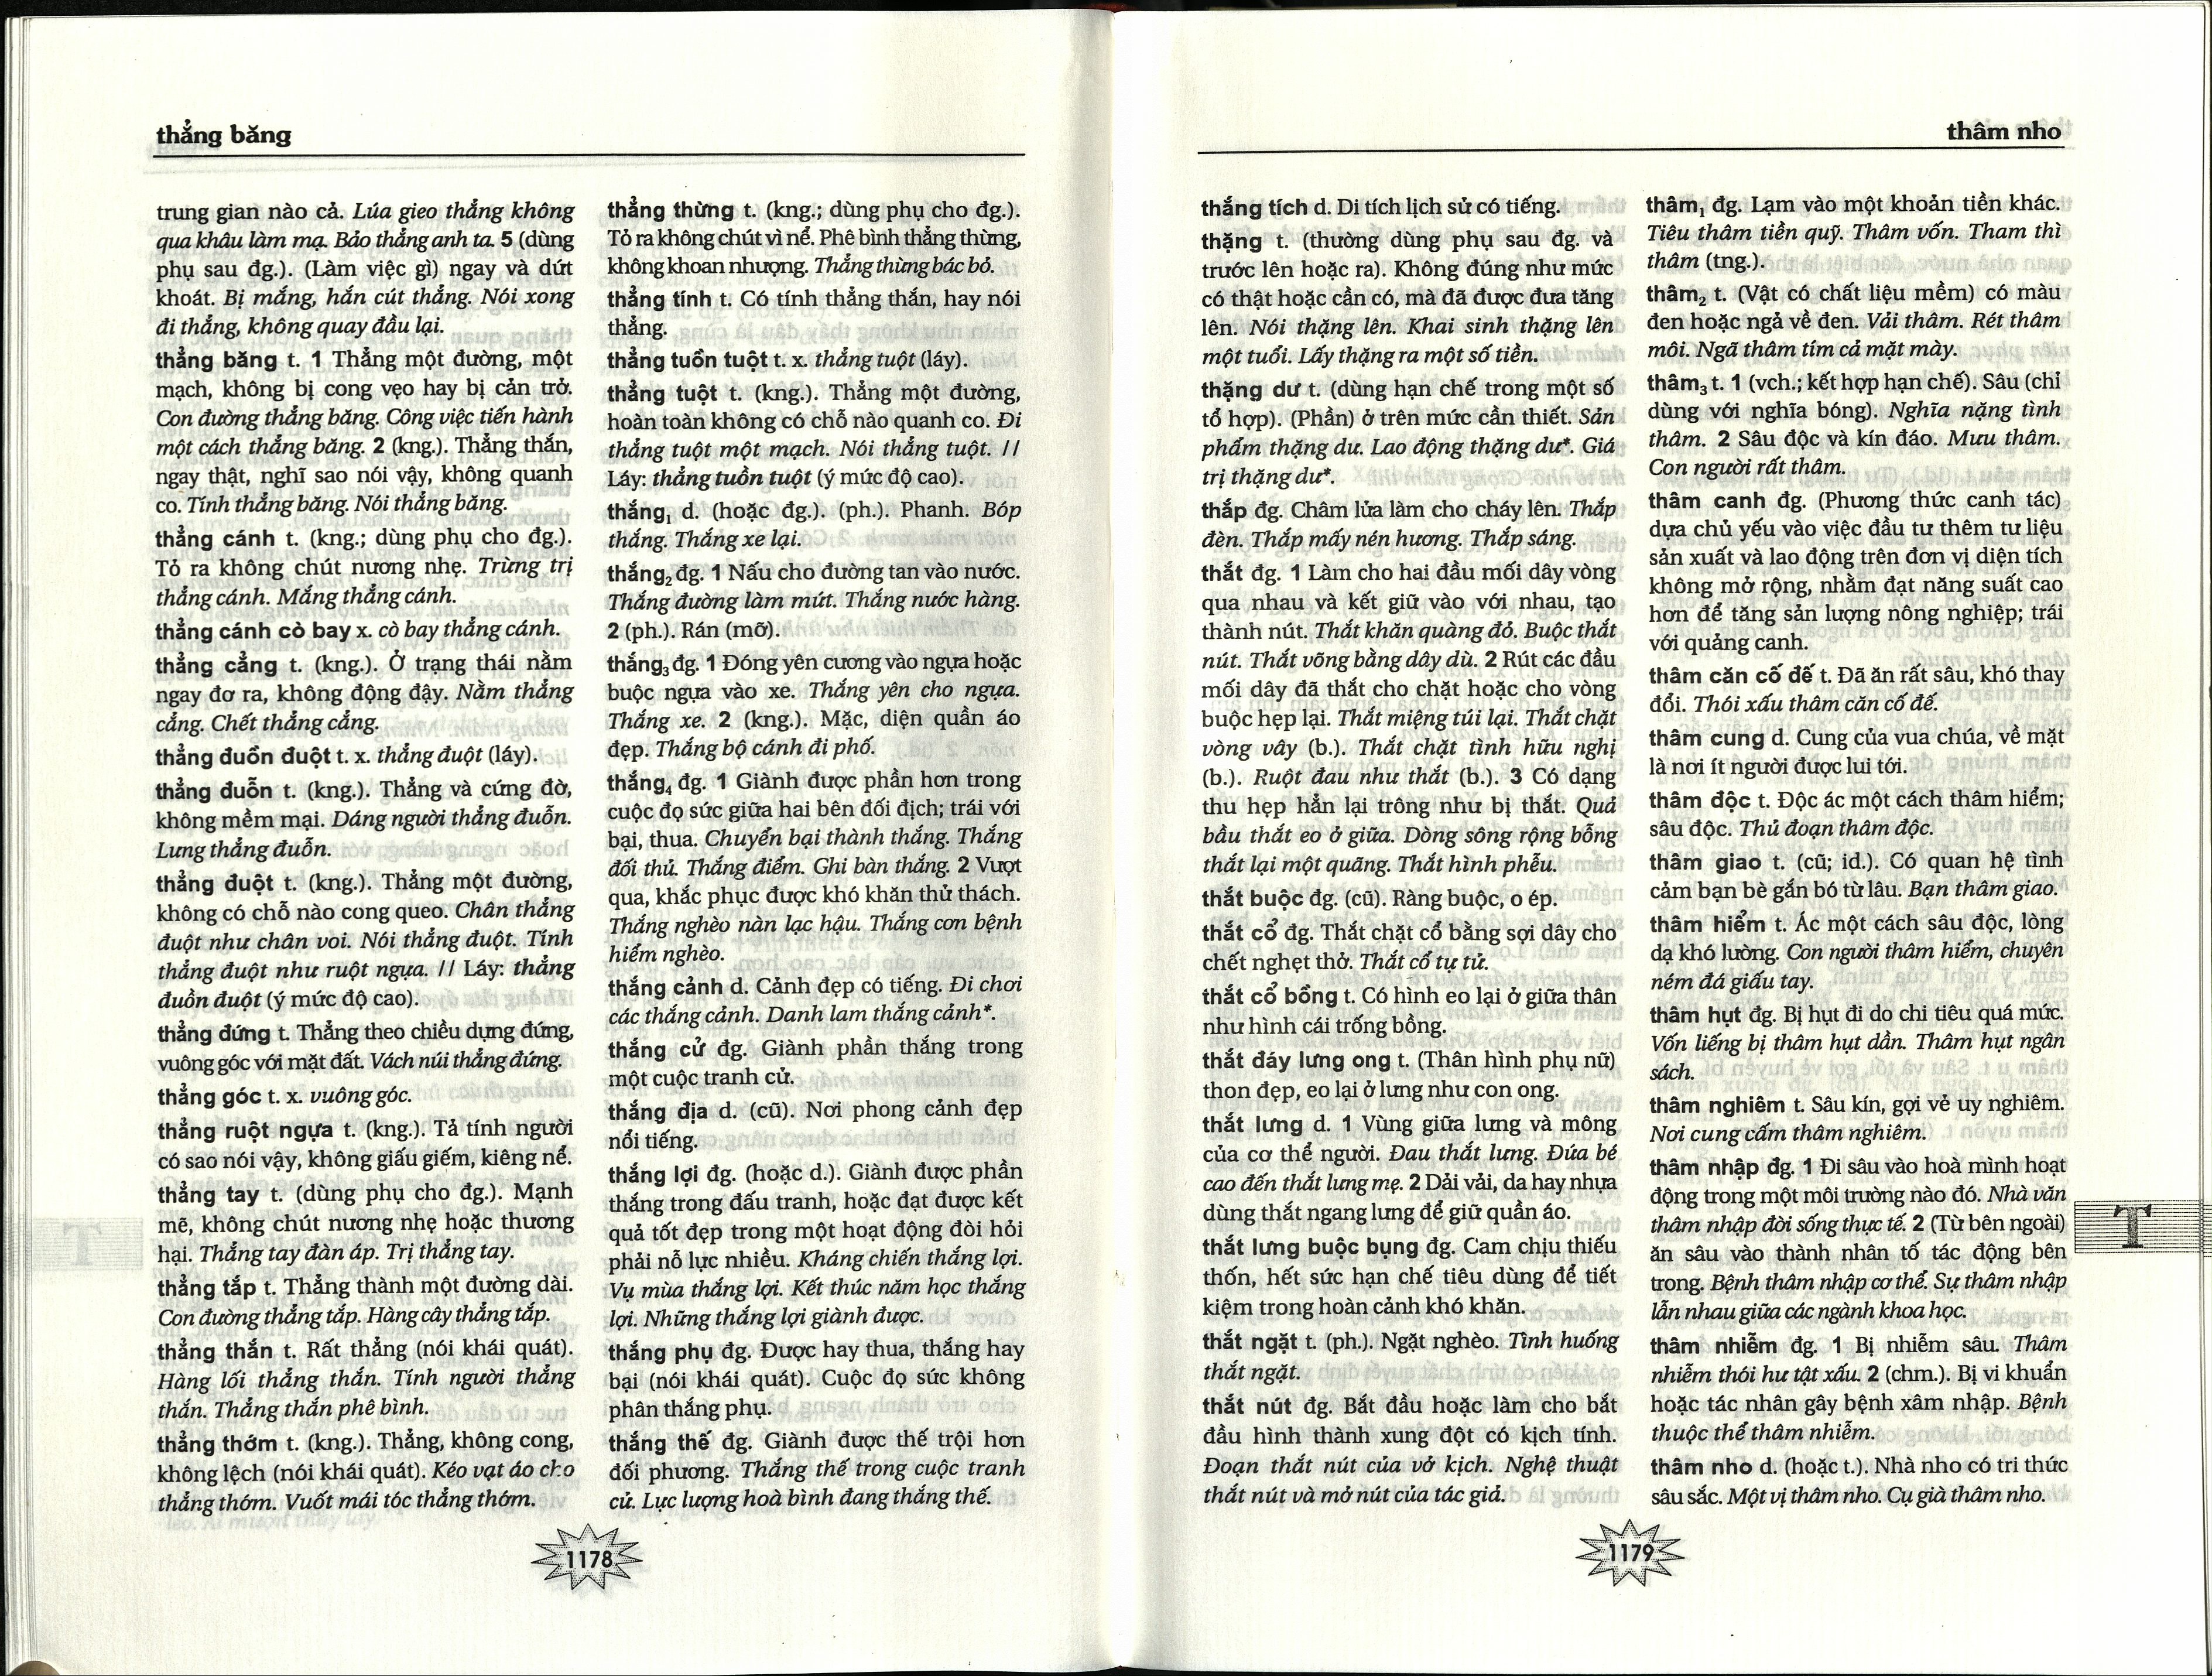 thẳng băng
trung gian nào cả. Lúa gieo thẳng không
qua khâu làm mạ. Bảo thẳng anh ta. 5 (dùng
phụ sau đg.). (Làm việc gì) ngay và dứt
khoát. Bị mắng, hắn cút thẳng. Nói xong
đi thẳng, không quay đầu lại.
thẳng băng t. 1 Thẳng một đường, một
mạch, không bị cong vẹo hay bị cản trở.
Con đường thẳng băng. Công việc tiến hành
một cách thẳng băng. 2 (kng.). Thẳng thắn,
ngay thật, nghĩ sao nói vậy, không quanh
co. Tính thẳng băng. Nói thẳng băng.
thẳng cánh t. (kng.; dùng phụ cho đg.).
Tỏ ra không chút nương nhẹ. Trừng trị
thẳng cánh. Mắng thẳng cánh.
thẳng cánh cò bay x. cò bay thẳng cánh.
thẳng cẳng t. (kng.). Ở trạng thái nằm
ngay đơ ra, không động đậy. Nằm thẳng
cẳng. Chết thẳng cẳng.
thẳng đuồn đuột t. x. thẳng đuột (láy).
thẳng đuỗn t. (kng.). Thẳng và cứng đờ,
không mềm mại. Dáng người thẳng đuỗn.
Lưng thẳng đuỗn.
thẳng đuột t. (kng.). Thẳng một đường,
không có chỗ nào cong queo. Chân thẳng
đuột như chân voi. Nói thẳng đuột. Tính
thẳng đuột như ruột ngựa. // Láy: thẳng
đuồn đuột (ý mức độ cao).
thẳng đứng t. Thẳng theo chiều dựng đứng,
vuông góc với mặt đất. Vách núi thẳng đứng.
thẳng góc t. x. vuông góc.
thẳng ruột ngựa t. (kng.). Tả tính người
có sao nói vậy, không giấu giếm, kiêng nể.
thẳng tay t. (dùng phụ cho đg.). Mạnh
mẽ, không chút nương nhẹ hoặc thương
hại. Thẳng tay đàn áp. Trị thẳng tay.
thẳng tắp t. Thẳng thành một đường dài.
Con đường thẳng tắp. Hàng cây thẳng tắp.
thẳng thắn t. Rất thẳng (nói khái quát).
Hàng lối thẳng thắn. Tính người thẳng
thắn. Thẳng thắn phê bình.
thẳng thớm t. (kng.). Thẳng, không cong,
không lệch (nói khái quát). Kéo vạt áo cho
thẳng thớm. Vuốt mái tóc thẳng thớm.
thẳng thừng t. (kng.; dùng phụ cho đg.).
Tỏ ra không chút vì nể. Phê bình thẳng thừng,
không khoan nhượng. Thẳng thừng bác bỏ.
thẳng tính t. Có tính thẳng thắn, hay nói
thẳng.
thẳng tuồn tuột t. x. thẳng tuột (láy).
thẳng tuột t. (kng.). Thẳng một đường,
hoàn toàn không có chỗ nào quanh co. Đi
thẳng tuột một mạch. Nói thẳng tuột. //
Láy: thẳng tuồn tuột (ý mức độ cao).
thắng₁ d. (hoặc đg.). (ph.). Phanh. Bóp
thắng. Thắng xe lại.
thắng₂ đg. 1 Nấu cho đường tan vào nước.
Thắng đường làm mút. Thắng nước hàng.
2 (ph.). Rán (mỡ).
thắng₃ đg. 1 Đóng yên cương vào ngựa hoặc
buộc ngựa vào xe. Thắng yên cho ngựa.
Thắng xe. 2 (kng.). Mặc, diện quần áo
đẹp. Thắng bộ cánh đi phố.
thắng₄ đg. 1 Giành được phần hơn trong
cuộc đọ sức giữa hai bên đối địch; trái với
bại, thua. Chuyển bại thành thắng. Thắng
đối thủ. Thắng điểm. Ghi bàn thắng. 2 Vượt
qua, khắc phục được khó khăn thử thách.
Thắng nghèo nàn lạc hậu. Thắng cơn bệnh
hiểm nghèo.
thắng cảnh d. Cảnh đẹp có tiếng. Đi chơi
các thắng cảnh. Danh lam thắng cảnh*.
thắng cử đg. Giành phần thắng trong
một cuộc tranh cử.
thắng địa d. (cũ). Nơi phong cảnh đẹp
nổi tiếng.
thắng lợi đg. (hoặc d.). Giành được phần
thắng trong đấu tranh, hoặc đạt được kết
quả tốt đẹp trong một hoạt động đòi hỏi
phải nỗ lực nhiều. Kháng chiến thắng lợi.
Vụ mùa thắng lợi. Kết thúc năm học thắng
lợi. Những thắng lợi giành được.
thắng phụ đg. Được hay thua, thắng hay
bại (nói khái quát). Cuộc đọ sức không
phân thắng phụ.
thắng thế đg. Giành được thế trội hơn
đối phương. Thắng thế trong cuộc tranh
cử. Lực lượng hoà bình đang thắng thế.
1178
thâm nho
thắng tích d. Di tích lịch sử có tiếng.
thặng t. (thường dùng phụ sau đg. và
trước lên hoặc ra). Không đúng như mức
có thật hoặc cần có, mà đã được đưa tăng
lên. Nói thặng lên. Khai sinh thặng lên
một tuổi. Lấy thặng ra một số tiền.
thặng dư t. (dùng hạn chế trong một số
tổ hợp). (Phần) ở trên mức cần thiết. Sản
phẩm thặng dư. Lao động thặng dư*. Giá
trị thặng dư*.
thắp đg. Châm lửa làm cho cháy lên. Thắp
đèn. Thắp mấy nén hương. Thắp sáng.
thắt đg. 1 Làm cho hai đầu mối dây vòng
qua nhau và kết giữ vào với nhau, tạo
thành nút. Thắt khăn quàng đỏ. Buộc thắt
nút. Thắt võng bằng dây dù. 2 Rút các đầu
mối dây đã thắt cho chặt hoặc cho vòng
buộc hẹp lại. Thắt miệng túi lại. Thắt chặt
vòng vây (b.). Thắt chặt tình hữu nghị
(b.). Ruột đau như thắt (b.). 3 Có dạng
thu hẹp hẳn lại trông như bị thắt. Quả
bầu thắt eo ở giữa. Dòng sông rộng bỗng
thắt lại một quãng. Thắt hình phễu.
thắt buộc đg. (cũ). Ràng buộc, o ép.
thắt cổ đg. Thắt chặt cổ bằng sợi dây cho
chết nghẹt thở. Thắt cổ tự tử.
thắt cổ bồng t. Có hình eo lại ở giữa thân
như hình cái trống bồng.
thắt đáy lưng ong t. (Thân hình phụ nữ)
thon đẹp, eo lại ở lưng như con ong.
thắt lưng d. 1 Vùng giữa lưng và mông
của cơ thể người. Đau thắt lưng. Đứa bé
cao đến thắt lưng mẹ. 2 Dải vải, da hay nhựa
dùng thắt ngang lưng để giữ quần áo.
thắt lưng buộc bụng đg. Cam chịu thiếu
thốn, hết sức hạn chế tiêu dùng để tiết
kiệm trong hoàn cảnh khó khăn.
thắt ngặt t. (ph.). Ngặt nghèo. Tình huống
thắt ngặt.
thắt nút đg. Bắt đầu hoặc làm cho bắt
đầu hình thành xung đột có kịch tính.
Đoạn thắt nút của vở kịch. Nghệ thuật
thắt nút và mở nút của tác giả.
thâm₁ đg. Lạm vào một khoản tiền khác.
Tiêu thâm tiền quỹ. Thâm vốn. Tham thì
thâm (tng.).
thâm₂ t. (Vật có chất liệu mềm) có màu
đen hoặc ngả về đen. Vải thâm. Rét thâm
môi. Ngã thâm tím cả mặt mày.
thâm₃ t. 1 (vch.; kết hợp hạn chế). Sâu (chỉ
dùng với nghĩa bóng). Nghĩa nặng tình
thâm. 2 Sâu độc và kín đáo. Mưu thâm.
Con người rất thâm.
thâm canh đg. (Phương thức canh tác)
dựa chủ yếu vào việc đầu tư thêm tư liệu
sản xuất và lao động trên đơn vị diện tích
không mở rộng, nhằm đạt năng suất cao
hơn để tăng sản lượng nông nghiệp; trái
với quảng canh.
thâm căn cố đế t. Đã ăn rất sâu, khó thay
đổi. Thói xấu thâm căn cố đế.
thâm cung d. Cung của vua chúa, về mặt
là nơi ít người được lui tới.
thâm độc t. Độc ác một cách thâm hiểm;
sâu độc. Thủ đoạn thâm độc.
thâm giao t. (cũ; id.). Có quan hệ tình
cảm bạn bè gắn bó từ lâu. Bạn thâm giao.
thâm hiểm t. Ác một cách sâu độc, lòng
dạ khó lường. Con người thâm hiểm, chuyên
ném đá giấu tay.
thâm hụt đg. Bị hụt đi do chi tiêu quá mức.
Vốn liếng bị thâm hụt dần. Thâm hụt ngân
sách.
thâm nghiêm t. Sâu kín, gợi vẻ uy nghiêm.
Nơi cung cấm thâm nghiêm.
thâm nhập đg. 1 Đi sâu vào hoà mình hoạt
động trong một môi trường nào đó. Nhà văn
thâm nhập đời sống thực tế. 2 (Từ bên ngoài)
ăn sâu vào thành nhân tố tác động bên
trong. Bệnh thâm nhập cơ thể. Sự thâm nhập
lẫn nhau giữa các ngành khoa học.
thâm nhiễm đg. 1 Bị nhiễm sâu. Thâm
nhiễm thói hư tật xấu. 2 (chm.). Bị vi khuẩn
hoặc tác nhân gây bệnh xâm nhập. Bệnh
thuộc thể thâm nhiễm.
thâm nho d. (hoặc t.). Nhà nho có tri thức
sâu sắc. Một vị thâm nho. Cụ già thâm nho.
T
1179